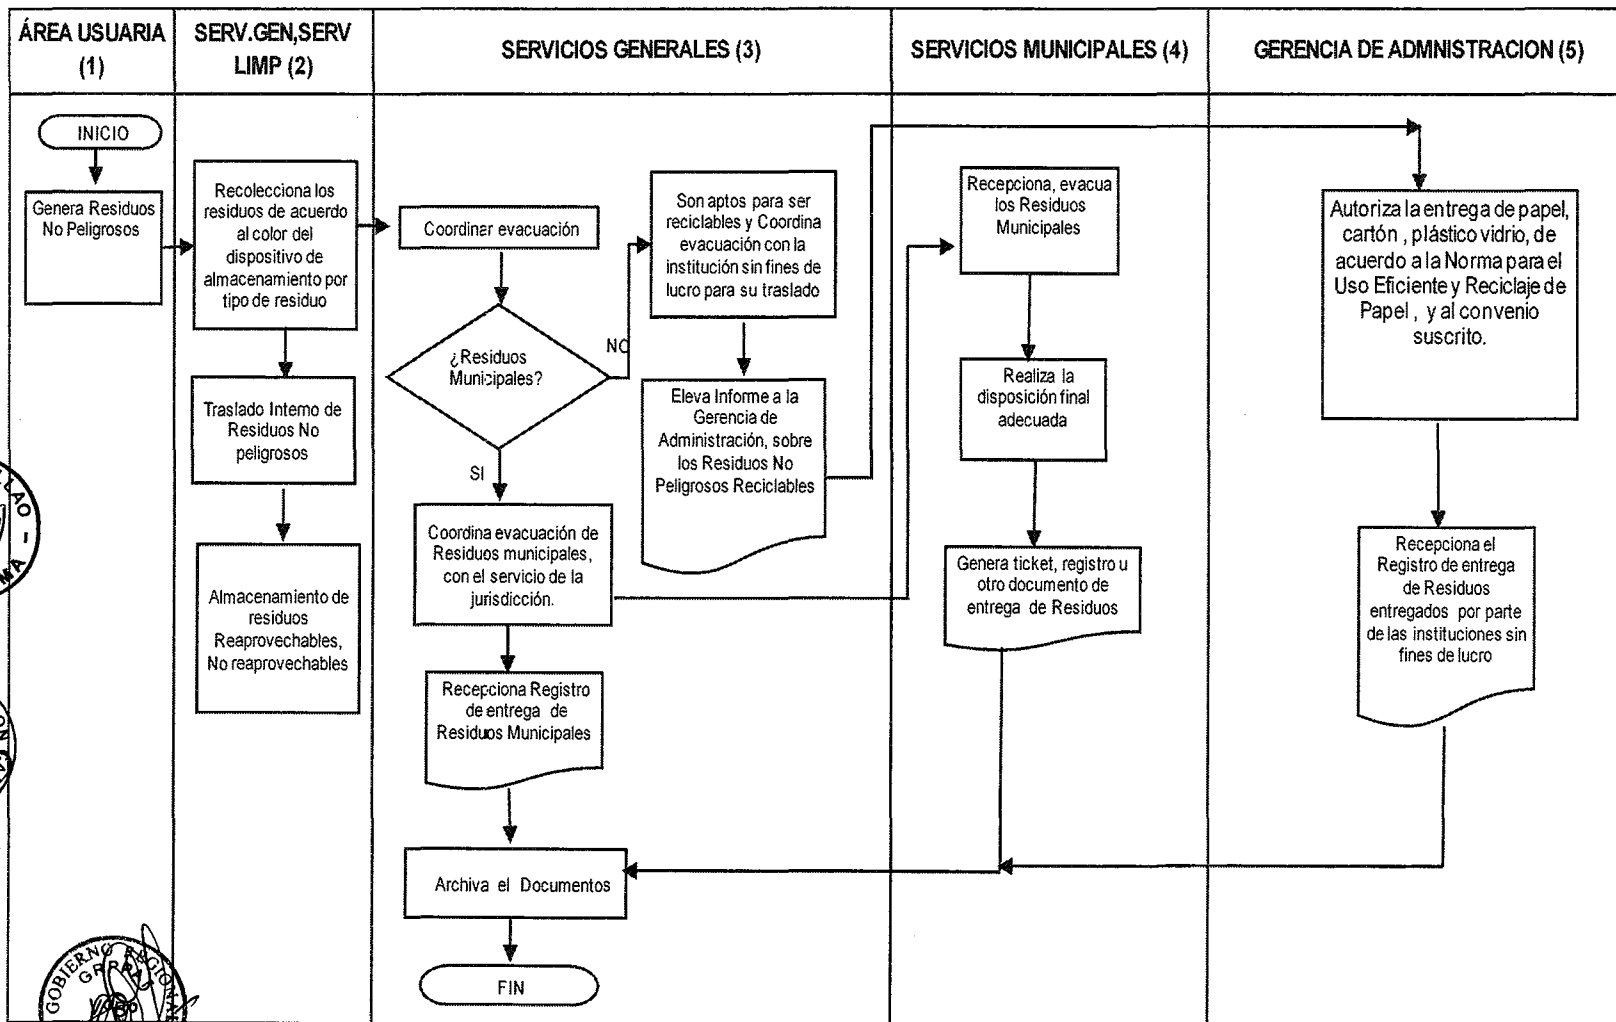 ÁREA USUARIA
(1)
SERV.GEN,SERV
LIMP (2)
SERVICIOS GENERALES (3)
SERVICIOS MUNICIPALES (4)
GERENCIA DE ADMNISTRACION (5)
INICIO
Genera Residuos
No Peligrosos
Recolecciona los
residuos de acuerdo
al color del
dispositivo de
almacenamiento por
tipo de residuo
Traslado Interno de
Residuos No
peligrosos
Almacenamiento de
residuos
Reaprovechables,
No reaprovechables
Coordinar evacuación
¿Residuos
Municipales?
NO
SI
Son aptos para ser
reciclables y Coordina
evacuación con la
institución sin fines de
lucro para su traslado
Eleva Informe a la
Gerencia de
Administración, sobre
los Residuos No
Peligrosos Reciclables
Coordina evacuación de
Residuos municipales,
con el servicio de la
jurisdicción.
Recepciona Registro
de entrega de
Residuos Municipales
Archiva el Documentos
FIN
Recepciona, evacua
los Residuos
Municipales
Realiza la
disposición final
adecuada
Genera ticket, registro u
otro documento de
entrega de Residuos
Autoriza la entrega de papel,
cartón , plástico vidrio, de
acuerdo a la Norma para el
Uso Eficiente y Reciclaje de
Papel , y al convenio
suscrito.
Recepciona el
Registro de entrega
de Residuos
entregados por parte
de las instituciones sin
fines de lucro
GOBIERNO REGIONAL